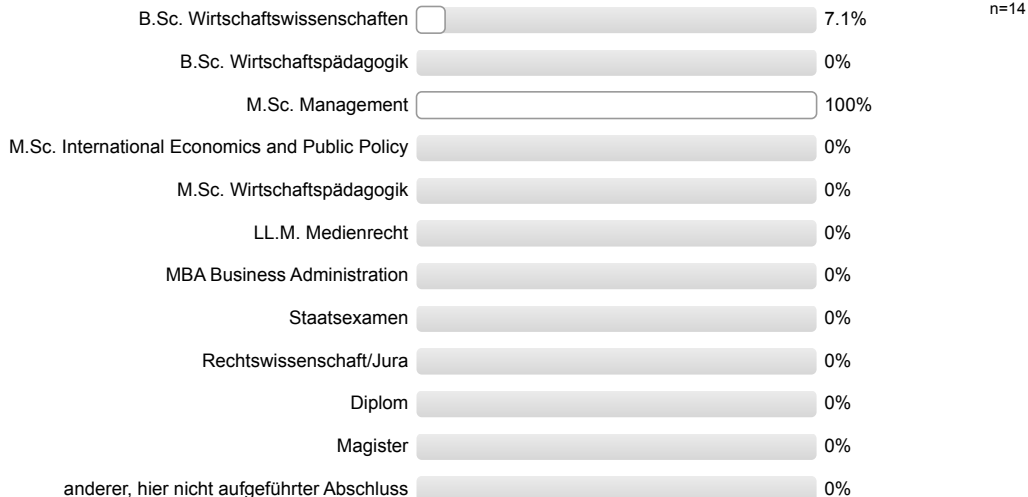 B.Sc. Wirtschaftswissenschaften 7.1% n=14
B.Sc. Wirtschaftspädagogik 0%
M.Sc. Management 100%
M.Sc. International Economics and Public Policy 0%
M.Sc. Wirtschaftspädagogik 0%
LL.M. Medienrecht 0%
MBA Business Administration 0%
Staatsexamen 0%
Rechtswissenschaft/Jura 0%
Diplom 0%
Magister 0%
anderer, hier nicht aufgeführter Abschluss 0%